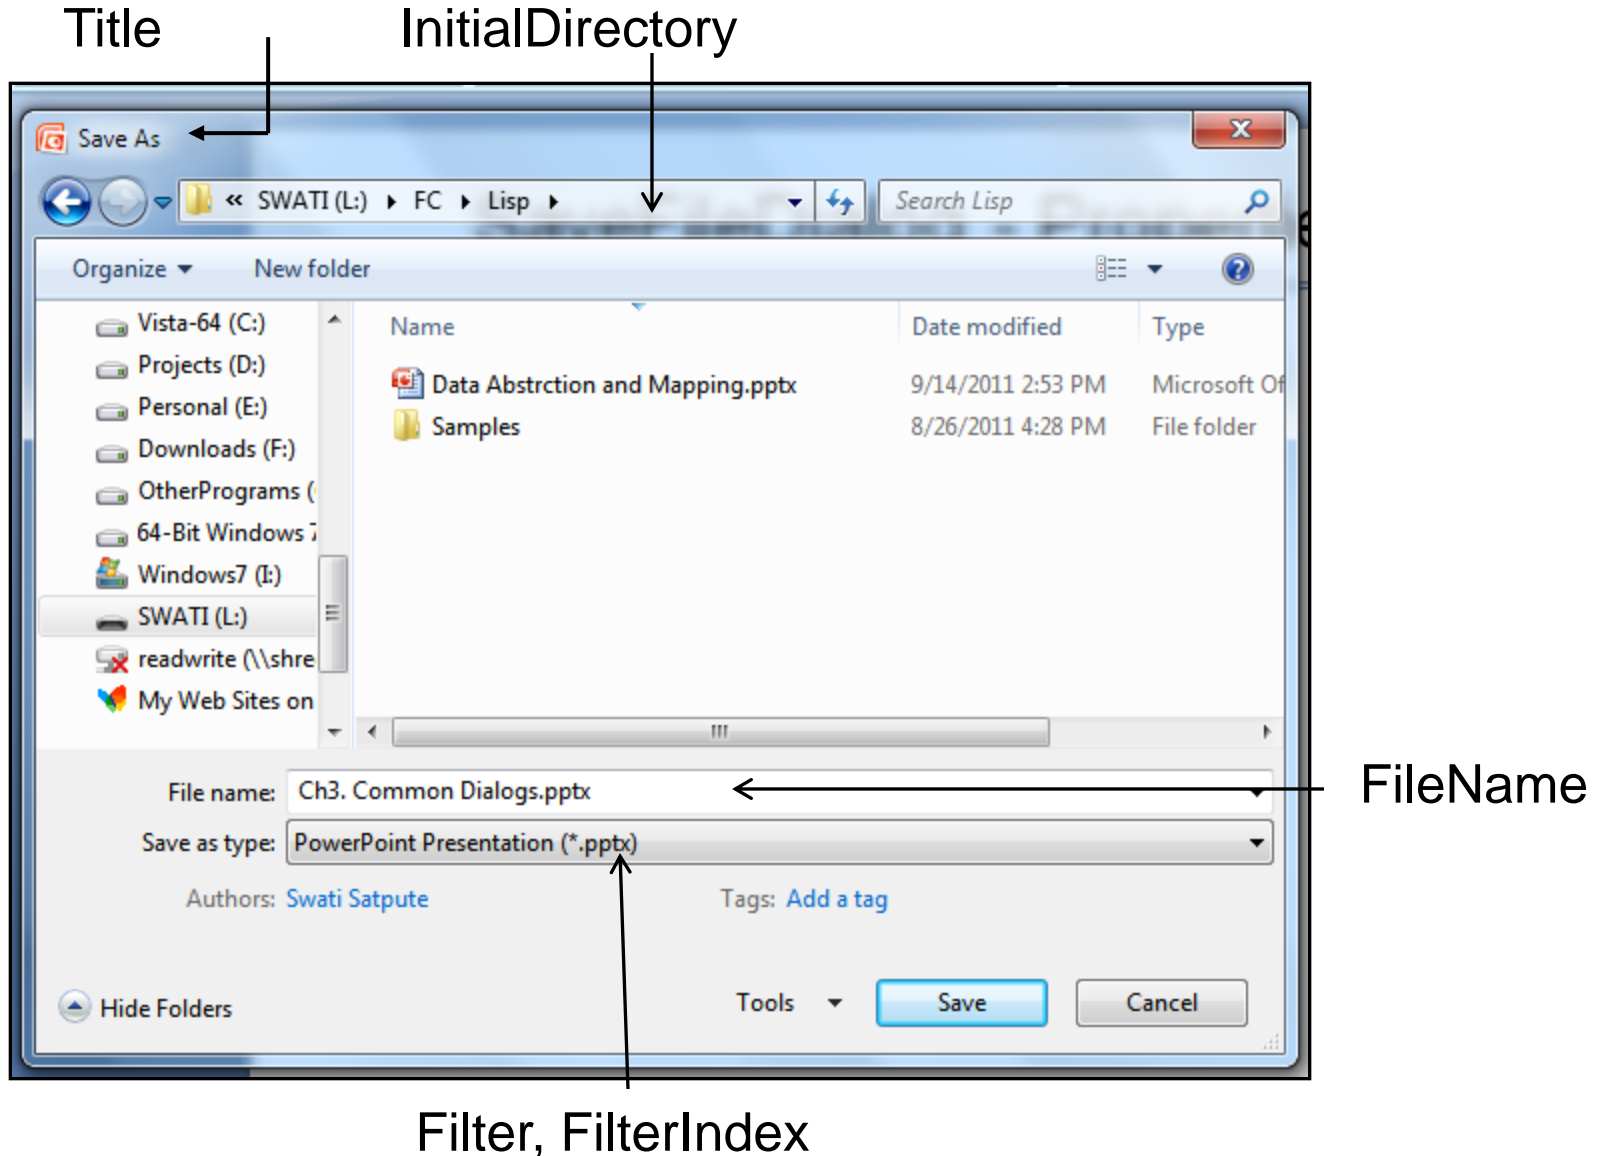 Title InitialDirectory
Save As
« SWATI (L:) ▸ FC ▸ Lisp ▸ Search Lisp
Organize New folder
Name Date modified Type
Vista-64 (C:)
Projects (D:)
Personal (E:)
Downloads (F:)
OtherPrograms (
64-Bit Windows 7
Windows7 (I:)
SWATI (L:)
readwrite (\\shre
My Web Sites on
Data Abstrction and Mapping.pptx 9/14/2011 2:53 PM Microsoft Of
Samples 8/26/2011 4:28 PM File folder
File name: Ch3. Common Dialogs.pptx
FileName
Save as type: PowerPoint Presentation (*.pptx)
Authors: Swati Satpute Tags: Add a tag
Hide Folders Tools Save Cancel
Filter, FilterIndex